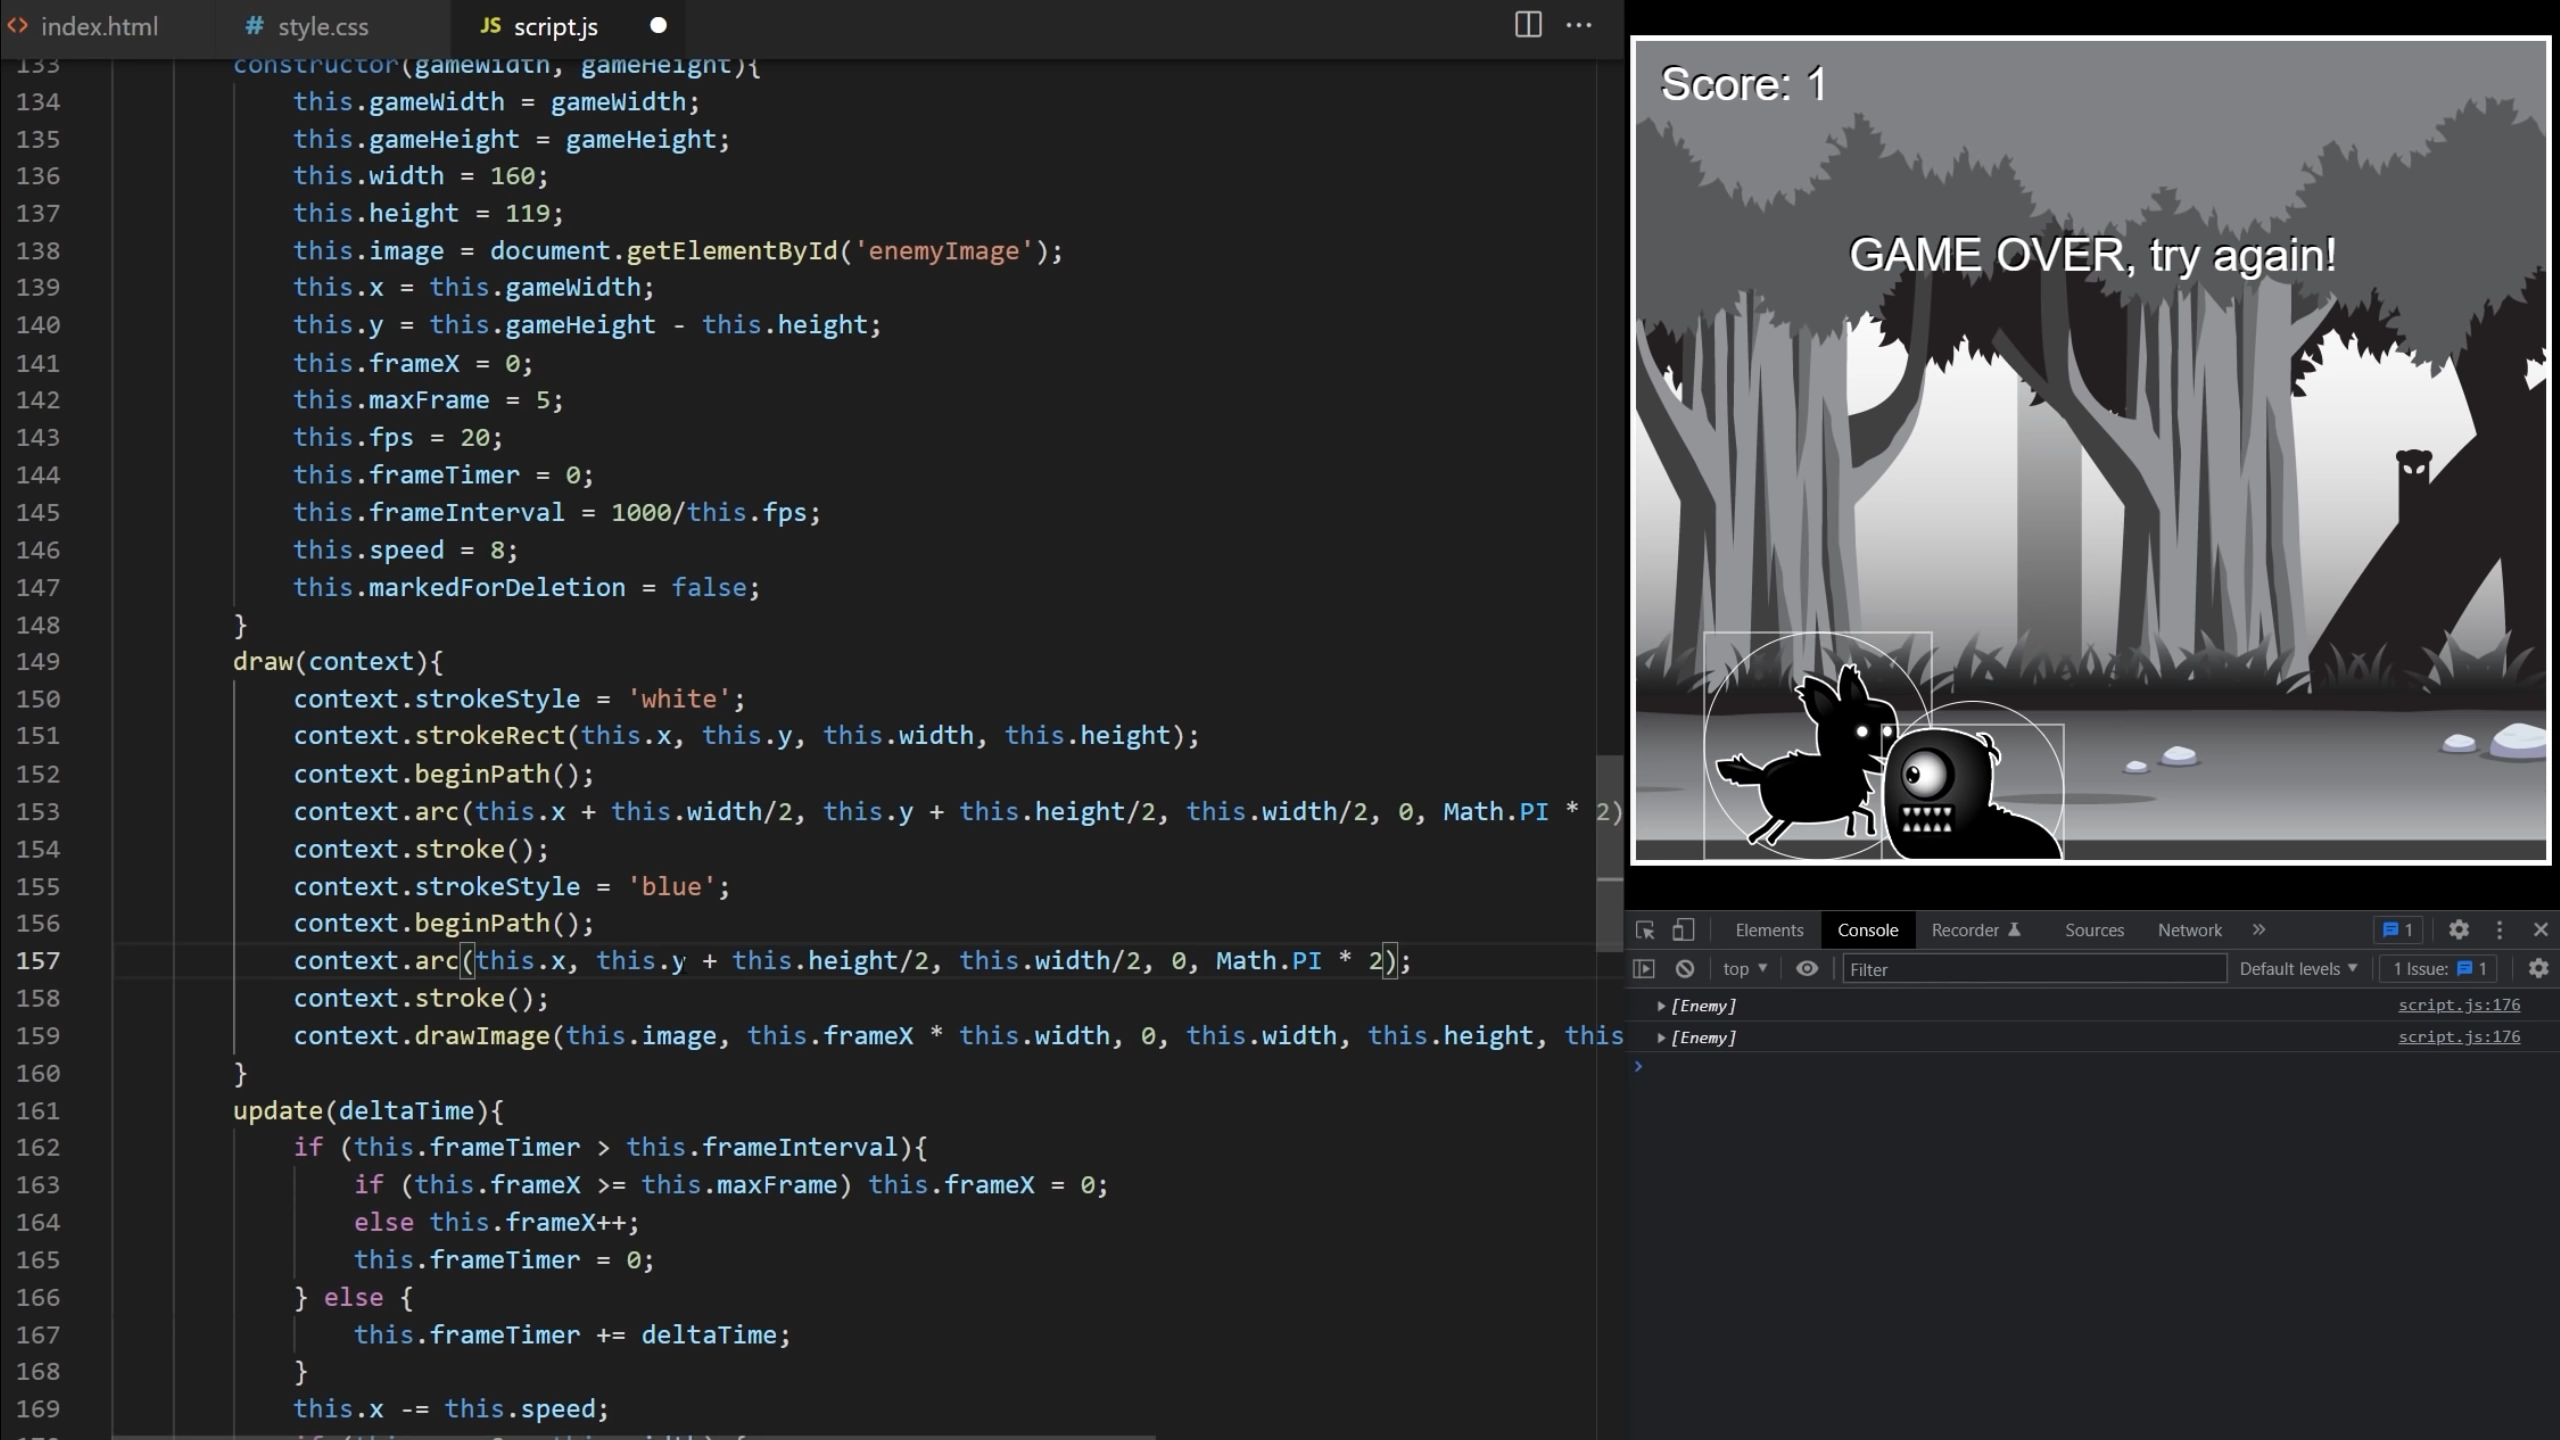 index.html
style.css
JS script.js
133 constructor(gameWidth, gameHeight){
134 this.gameWidth = gameWidth;
135 this.gameHeight = gameHeight;
136 this.width = 160;
137 this.height = 119;
138 this.image = document.getElementById('enemyImage');
139 this.x = this.gameWidth;
140 this.y = this.gameHeight - this.height;
141 this.frameX = 0;
142 this.maxFrame = 5;
143 this.fps = 20;
144 this.frameTimer = 0;
145 this.frameInterval = 1000/this.fps;
146 this.speed = 8;
147 this.markedForDeletion = false;
148 }
149 draw(context){
150 context.strokeStyle = 'white';
151 context.strokeRect(this.x, this.y, this.width, this.height);
152 context.beginPath();
153 context.arc(this.x + this.width/2, this.y + this.height/2, this.width/2, 0, Math.PI * 2)
154 context.stroke();
155 context.strokeStyle = 'blue';
156 context.beginPath();
157 context.arc(this.x, this.y + this.height/2, this.width/2, 0, Math.PI * 2);
158 context.stroke();
159 context.drawImage(this.image, this.frameX * this.width, 0, this.width, this.height, this
160 }
161 update(deltaTime){
162 if (this.frameTimer > this.frameInterval){
163 if (this.frameX >= this.maxFrame) this.frameX = 0;
164 else this.frameX++;
165 this.frameTimer = 0;
166 } else {
167 this.frameTimer += deltaTime;
168 }
169 this.x -= this.speed;
Score: 1
GAME OVER, try again!
Elements Console Recorder Sources Network » 1
top Filter Default levels 1 Issue: 1
[Enemy] script.js:176
[Enemy] script.js:176